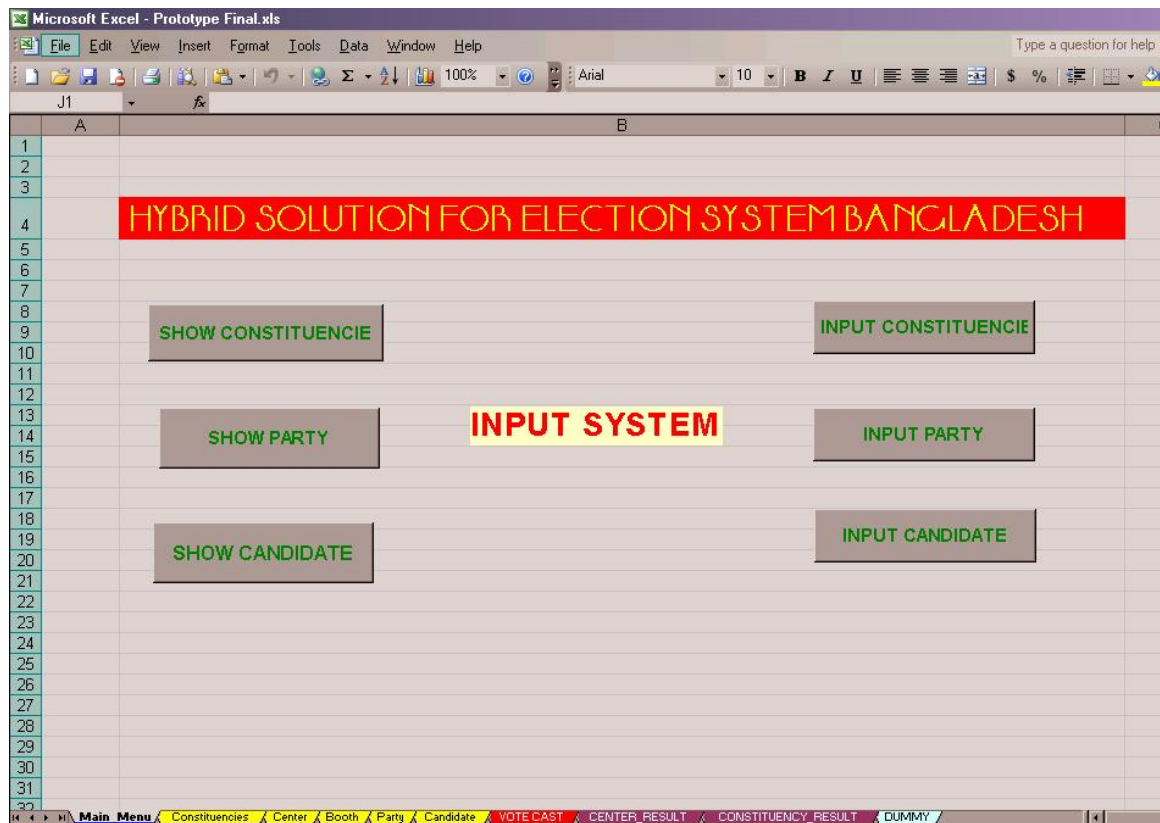 Microsoft Excel - Prototype Final.xls
File Edit View Insert Format Tools Data Window Help Type a question for help
Σ 100% Arial 10 B I U $ %
J1 fx
A B
1
2
3
4 HYBRID SOLUTION FOR ELECTION SYSTEM BANGLADESH
5
6
7
8
9 SHOW CONSTITUENCIE INPUT CONSTITUENCIE
10
11
12
13
14 SHOW PARTY INPUT SYSTEM INPUT PARTY
15
16
17
18
19 SHOW CANDIDATE INPUT CANDIDATE
20
21
22
23
24
25
26
27
28
29
30
31
32
Main_Menu Constituencies Center Booth Party Candidate VOTE CAST CENTER_RESULT CONSTITUENCY_RESULT DUMMY